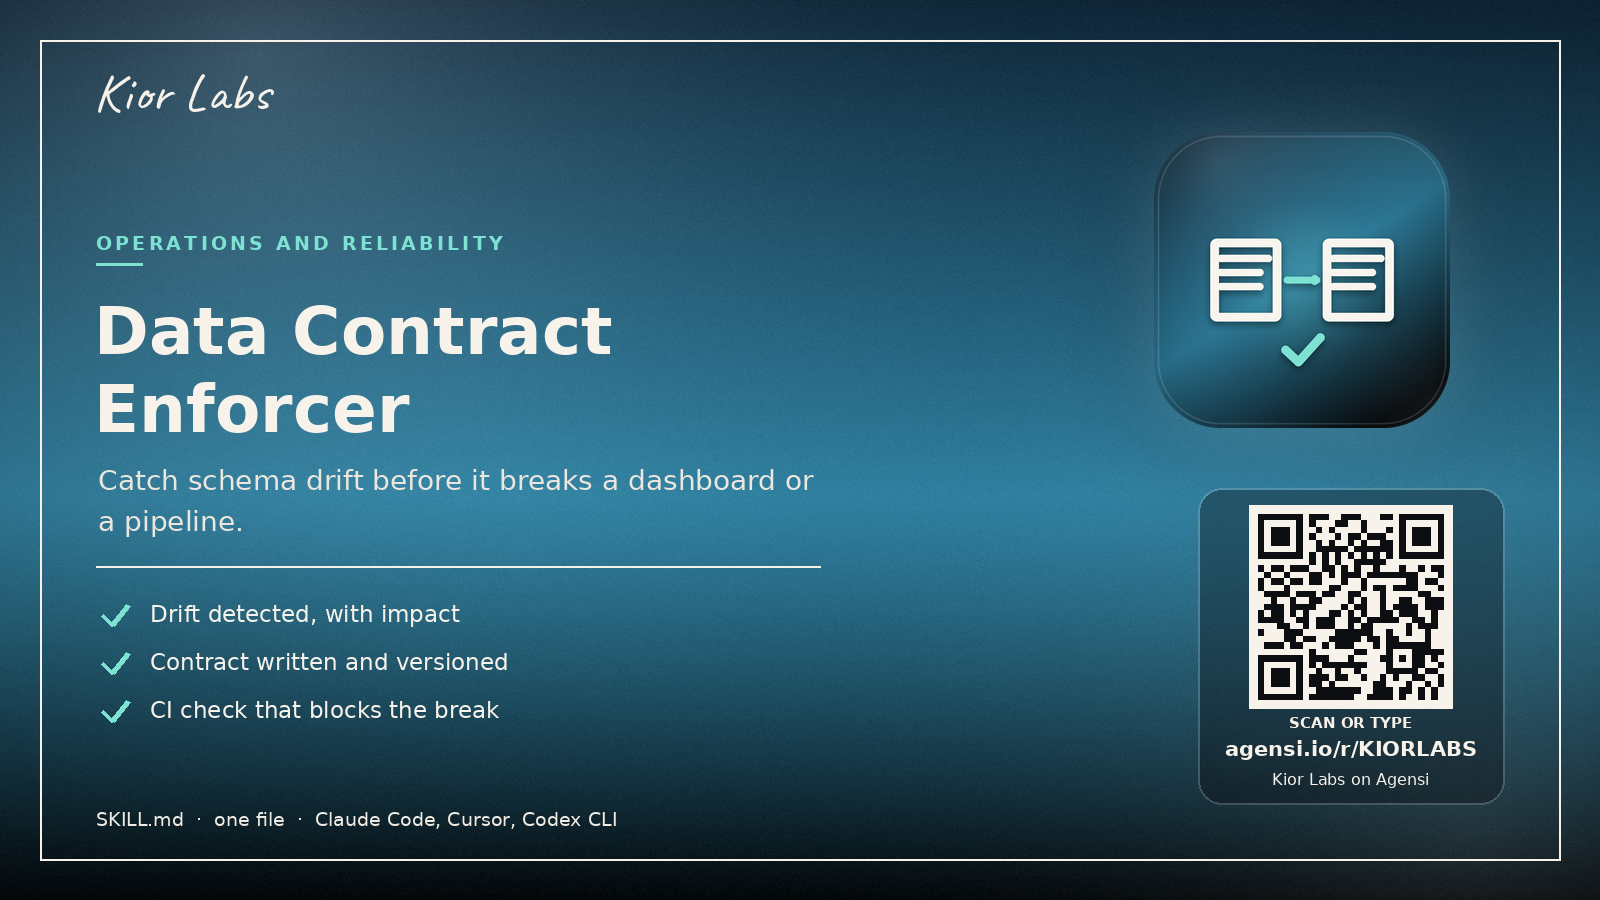 Kior Labs
OPERATIONS AND RELIABILITY
Data Contract
Enforcer
Catch schema drift before it breaks a dashboard or
a pipeline.
Drift detected, with impact
Contract written and versioned
CI check that blocks the break
SKILL.md · one file · Claude Code, Cursor, Codex CLI
SCAN OR TYPE
agensi.io/r/KIORLABS
Kior Labs on Agensi